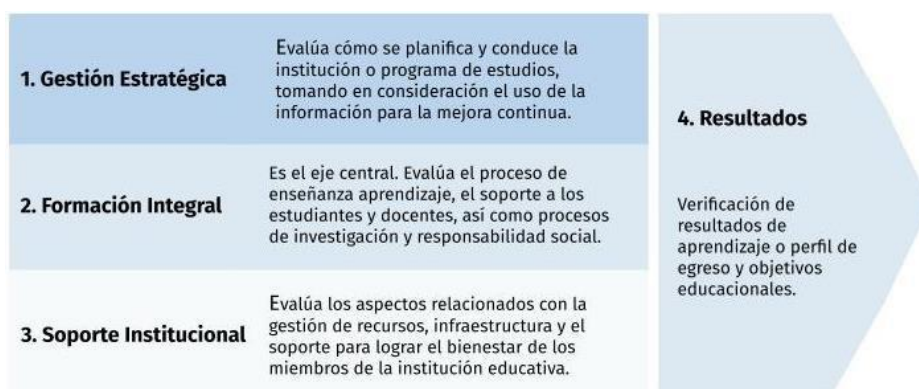 1. Gestión Estratégica
Evalúa cómo se planifica y conduce la
institución o programa de estudios,
tomando en consideración el uso de la
información para la mejora continua.
2. Formación Integral
Es el eje central. Evalúa el proceso de
enseñanza aprendizaje, el soporte a los
estudiantes y docentes, así como procesos
de investigación y responsabilidad social.
3. Soporte Institucional
Evalúa los aspectos relacionados con la
gestión de recursos, infraestructura y el
soporte para lograr el bienestar de los
miembros de la institución educativa.
4. Resultados
Verificación de
resultados de
aprendizaje o perfil de
egreso y objetivos
educacionales.